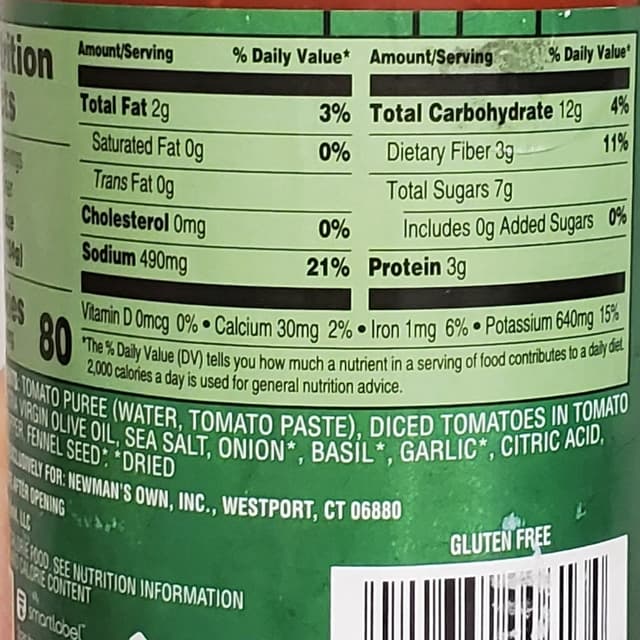 Amount/Serving % Daily Value* Amount/Serving % Daily Value*
Total Fat 2g 3% Total Carbohydrate 12g 4%
Saturated Fat 0g 0% Dietary Fiber 3g 11%
Trans Fat 0g Total Sugars 7g
Cholesterol 0mg 0% Includes 0g Added Sugars 0%
Sodium 490mg 21% Protein 3g
80 Vitamin D 0mcg 0% • Calcium 30mg 2% • Iron 1mg 6% • Potassium 640mg 15%
*The % Daily Value (DV) tells you how much a nutrient in a serving of food contributes to a daily diet.
2,000 calories a day is used for general nutrition advice.
TOMATO PUREE (WATER, TOMATO PASTE), DICED TOMATOES IN TOMATO
VIRGIN OLIVE OIL, SEA SALT, ONION*, BASIL*, GARLIC*, CITRIC ACID,
FENNEL SEED*. *DRIED
FOR: NEWMAN'S OWN, INC., WESTPORT, CT 06880
AFTER OPENING
LLC
GLUTEN FREE
FOOD. SEE NUTRITION INFORMATION
CALORIE CONTENT
smartlabel